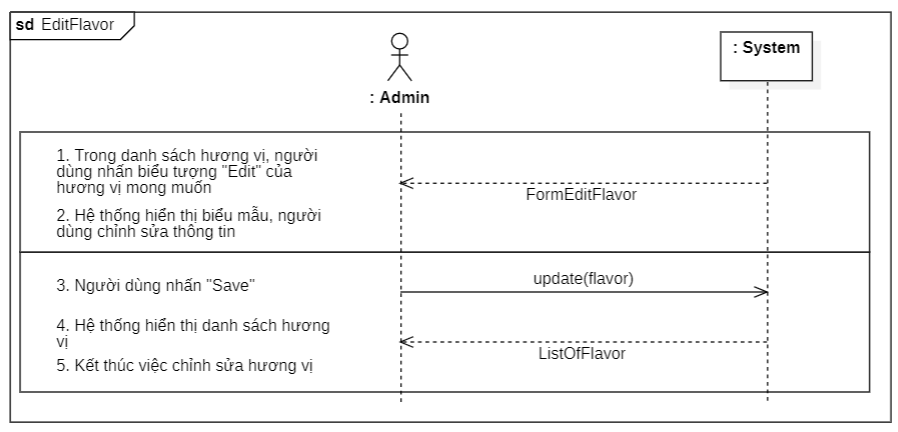 sd EditFlavor
: Admin
: System
1. Trong danh sách hương vị, người
dùng nhấn biểu tượng "Edit" của
hương vị mong muốn
2. Hệ thống hiển thị biểu mẫu, người
dùng chỉnh sửa thông tin
FormEditFlavor
3. Người dùng nhấn "Save"
update(flavor)
4. Hệ thống hiển thị danh sách hương
vị
ListOfFlavor
5. Kết thúc việc chỉnh sửa hương vị